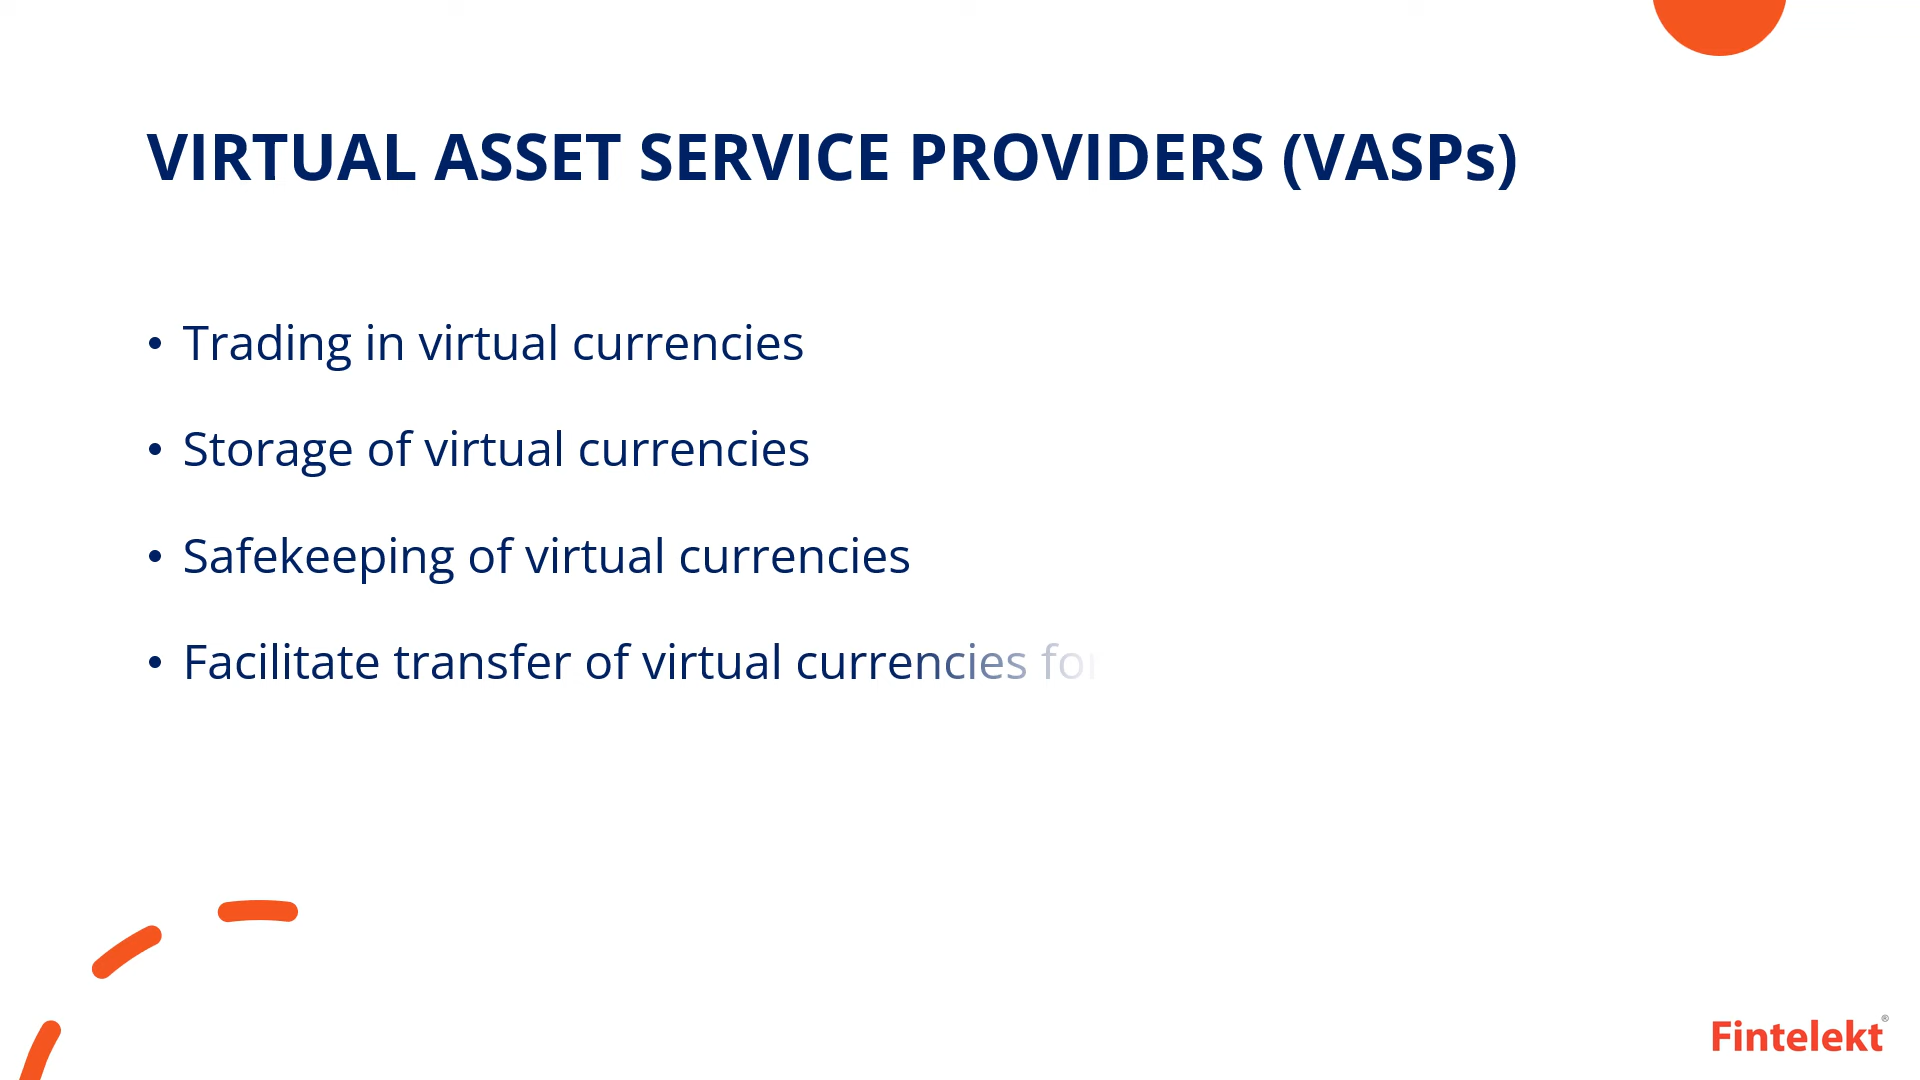 VIRTUAL ASSET SERVICE PROVIDERS (VASPs)
• Trading in virtual currencies
• Storage of virtual currencies
• Safekeeping of virtual currencies
• Facilitate transfer of virtual currencies for
Fintelekt®